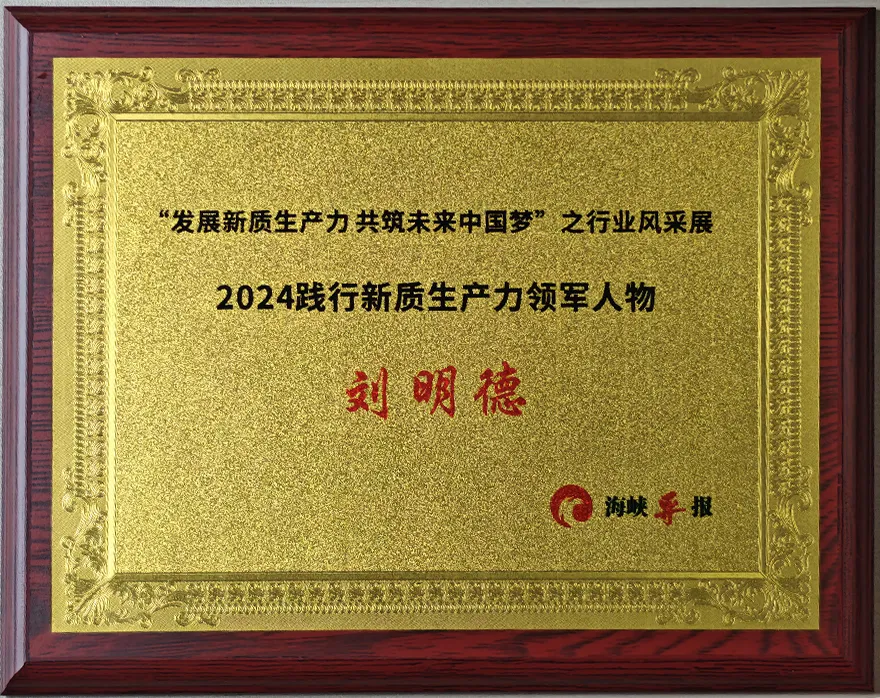 “发展新质生产力 共筑未来中国梦”之行业风采展
2024践行新质生产力领军人物
刘明德
海峡导报